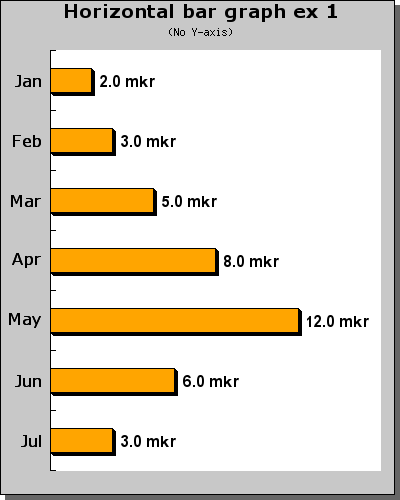 Horizontal bar graph ex 1
(No Y-axis)
Jan 2.0 mkr
Feb 3.0 mkr
Mar 5.0 mkr
Apr 8.0 mkr
May 12.0 mkr
Jun 6.0 mkr
Jul 3.0 mkr